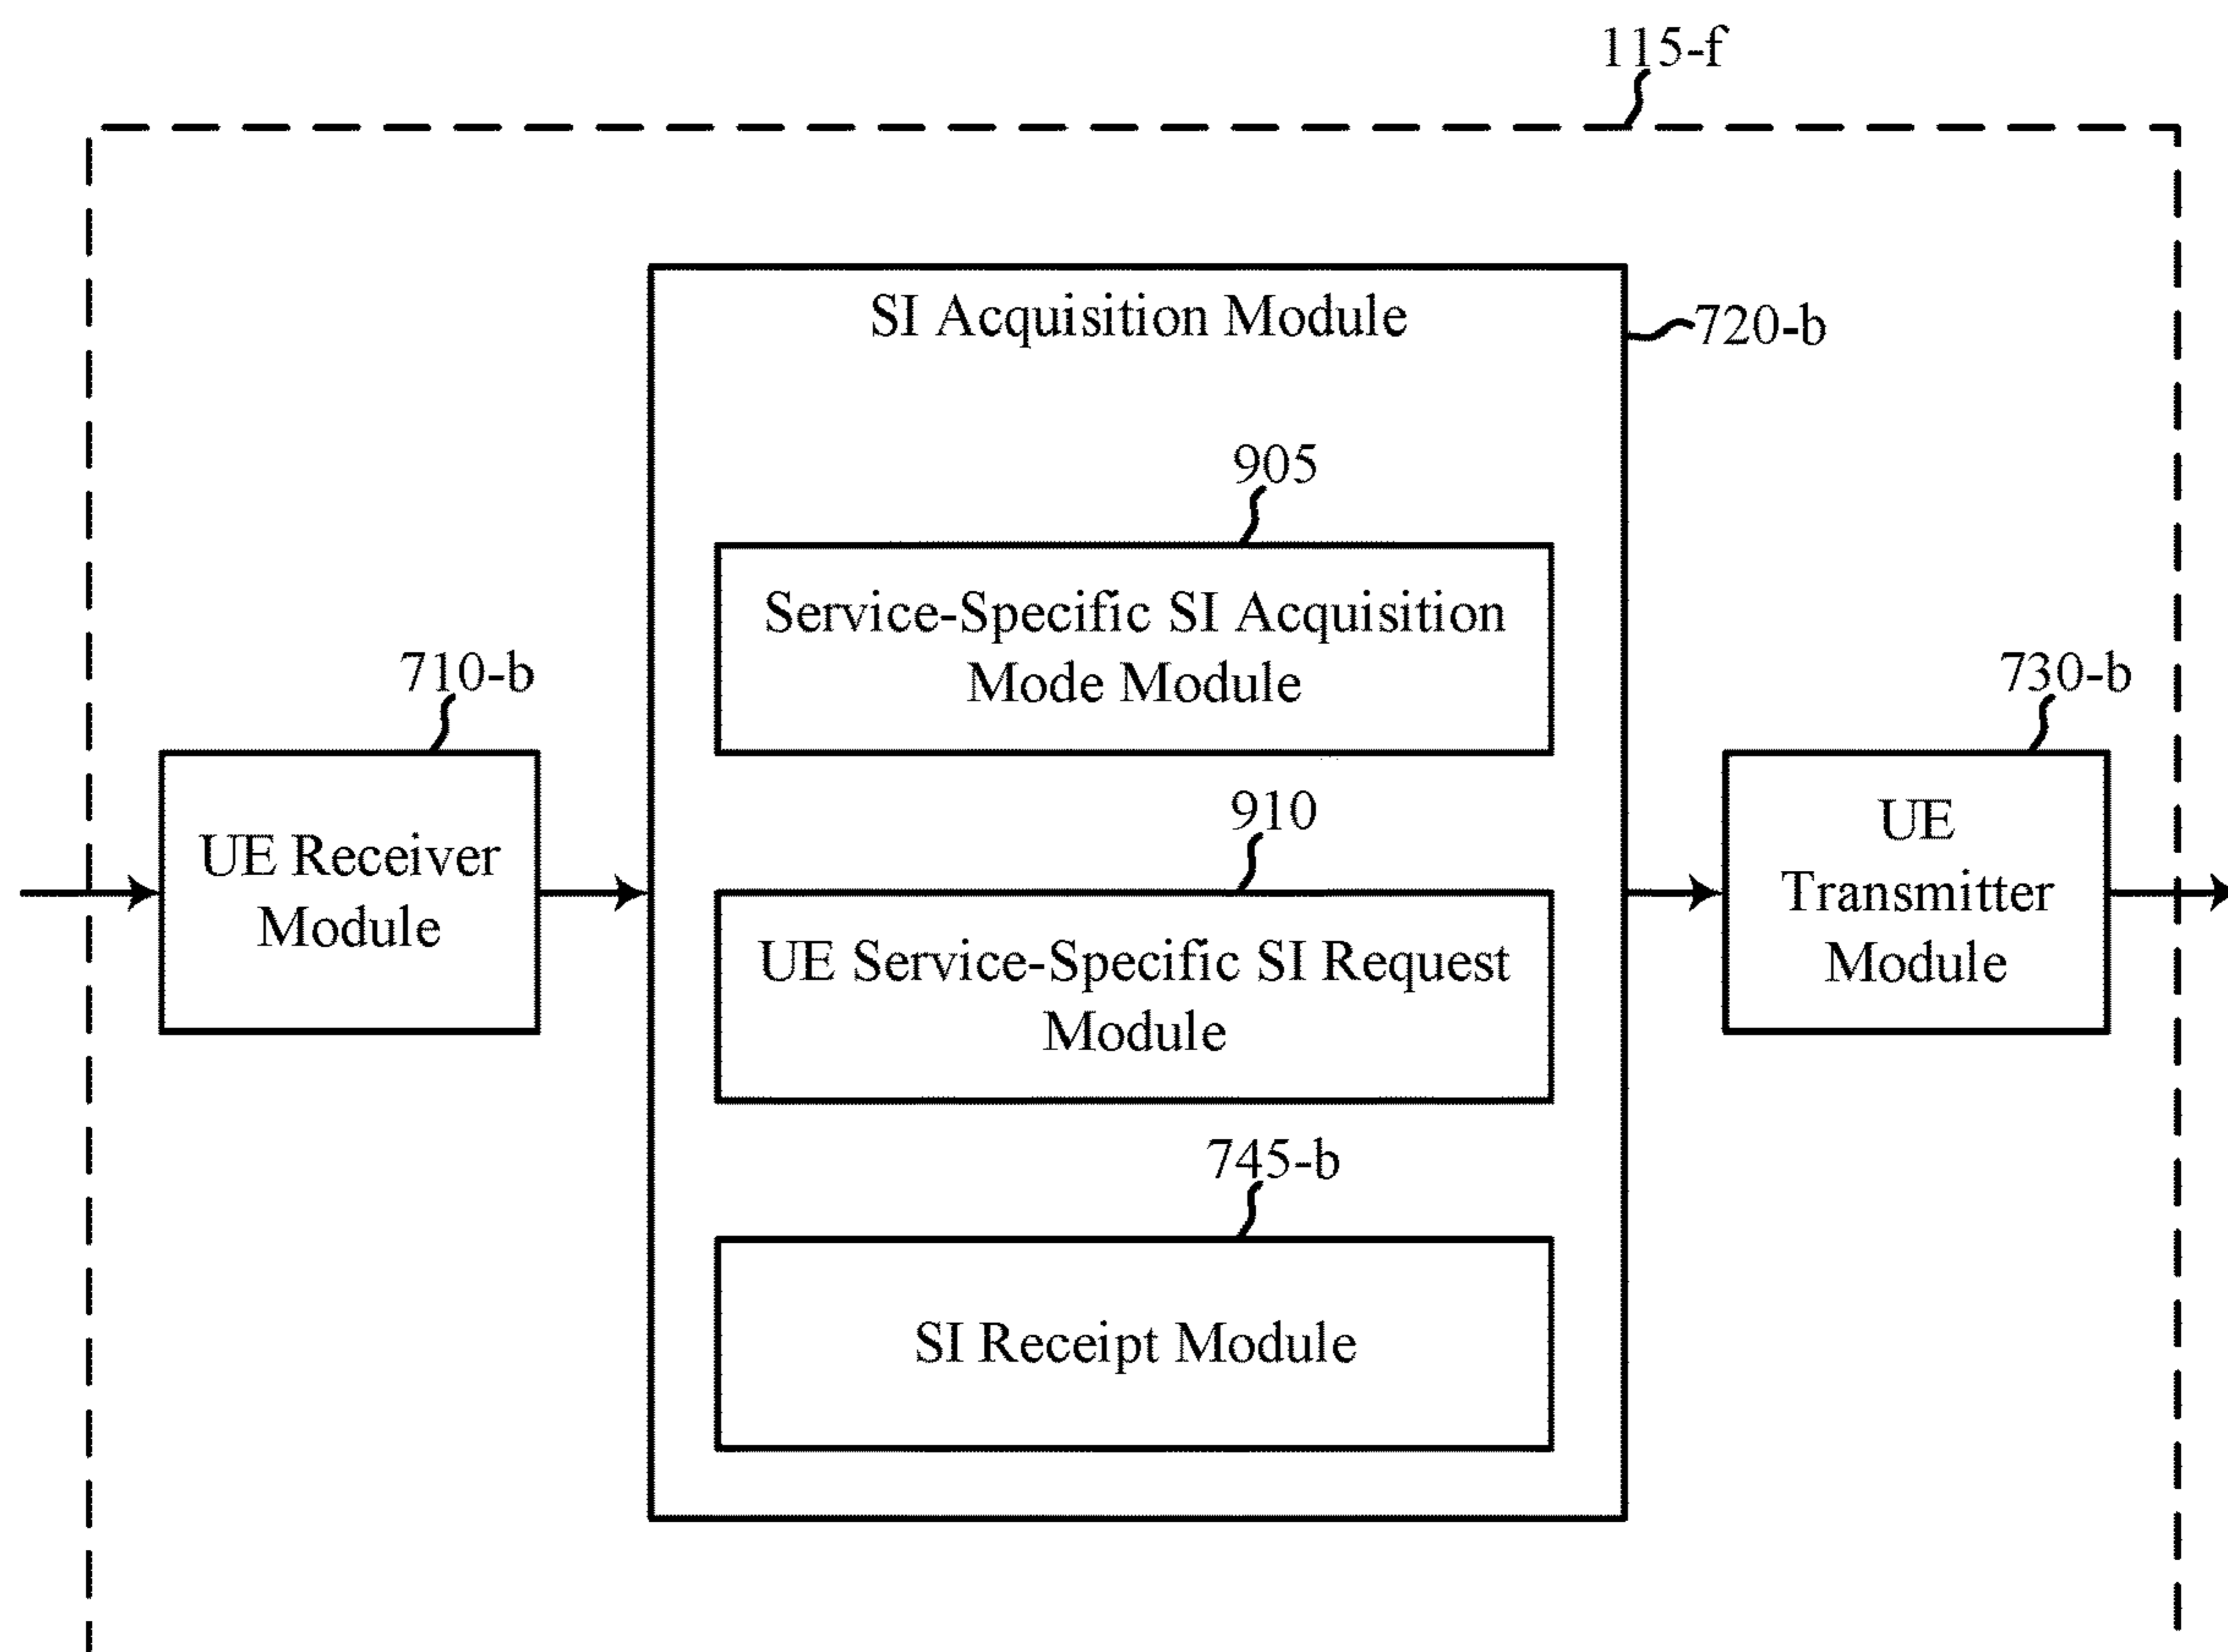 115-f
SI Acquisition Module
720-b
905
Service-Specific SI Acquisition
Mode Module
710-b
UE Receiver
Module
910
UE Service-Specific SI Request
Module
730-b
UE
Transmitter
Module
745-b
SI Receipt Module